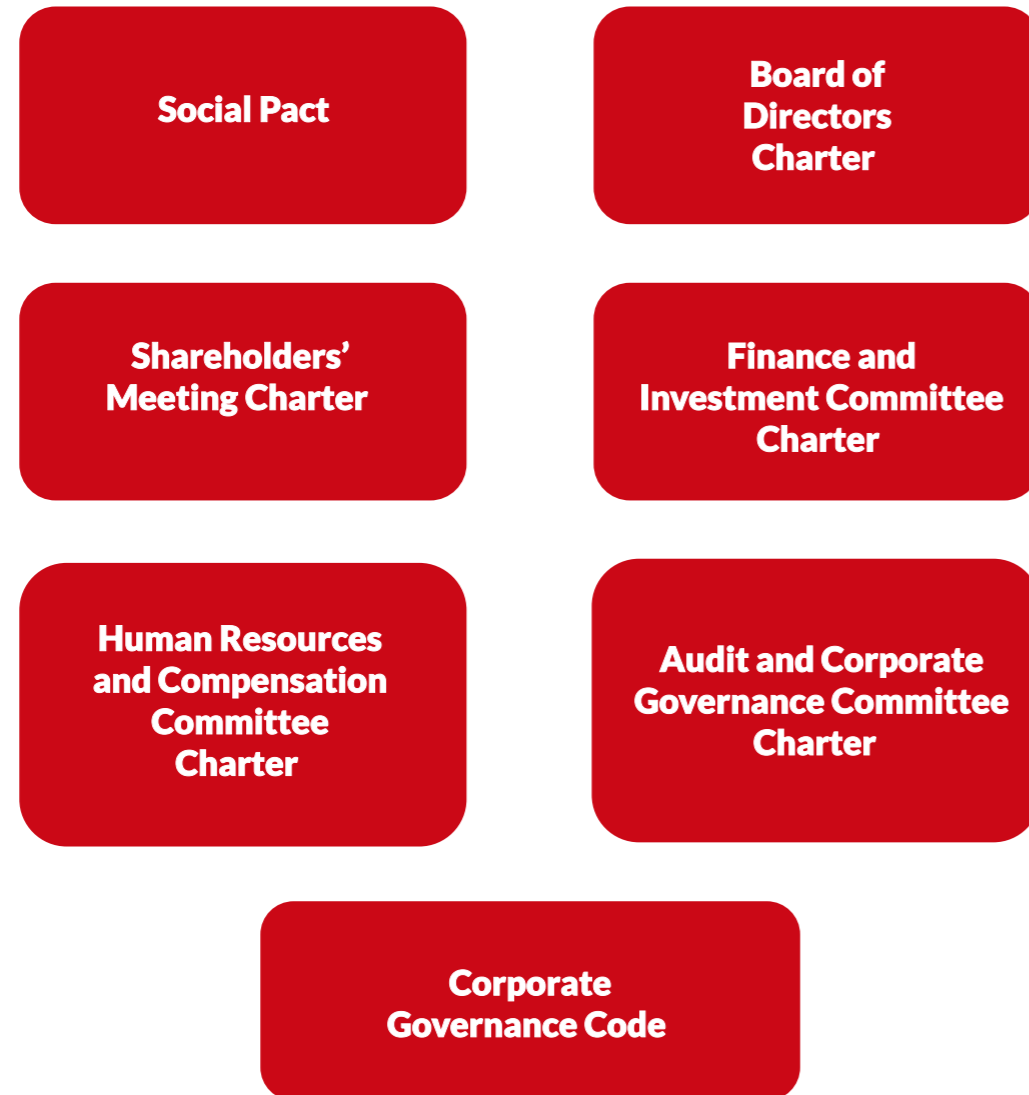 Social Pact
Board of
Directors
Charter
Shareholders’
Meeting Charter
Finance and
Investment Committee
Charter
Human Resources
and Compensation
Committee
Charter
Audit and Corporate
Governance Committee
Charter
Corporate
Governance Code